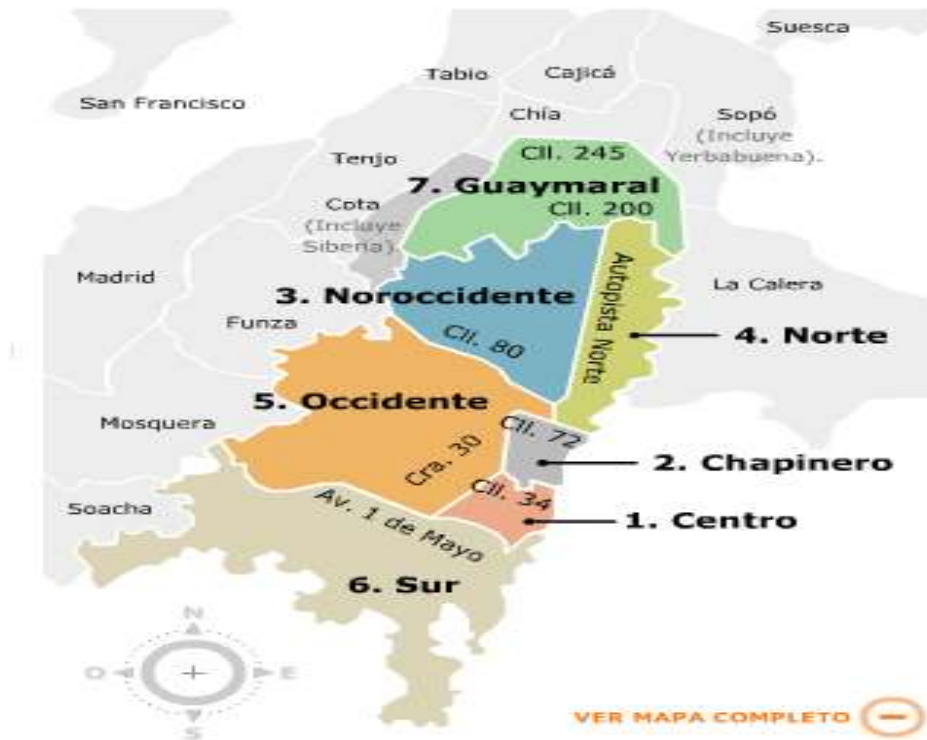 Suesca
Tabio
Cajicá
San Francisco
Chía
Sopó
(Incluye
Yerbabuena).
Cll. 245
Tenjo
7. Guaymaral
Cll. 200
Cota
(Incluye
Siberia).
Madrid
La Calera
3. Noroccidente
Autopista Norte
Funza
Cll. 80
4. Norte
5. Occidente
Mosquera
Cll. 72
Cra. 30
2. Chapinero
Cll. 34
Soacha
Av. 1 de Mayo
1. Centro
6. Sur
N
O
E
S
VER MAPA COMPLETO